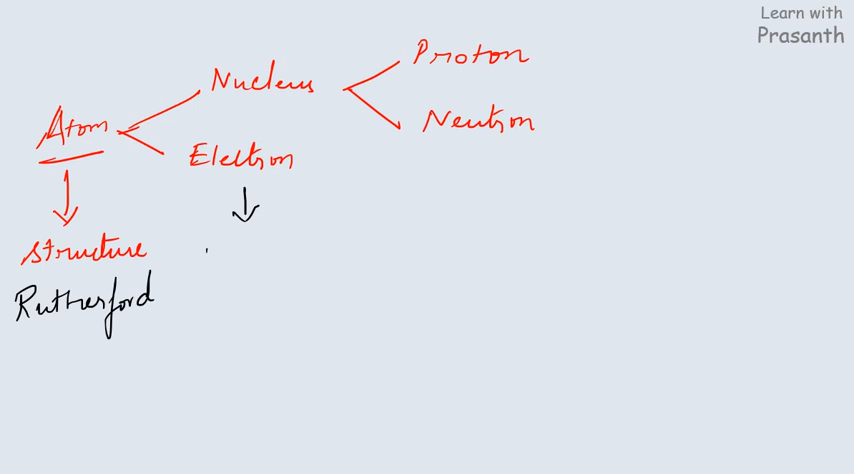 Learn with
Prasanth
Proton
Nucleus
Neutron
Atom
Electron
Structure
Rutherford